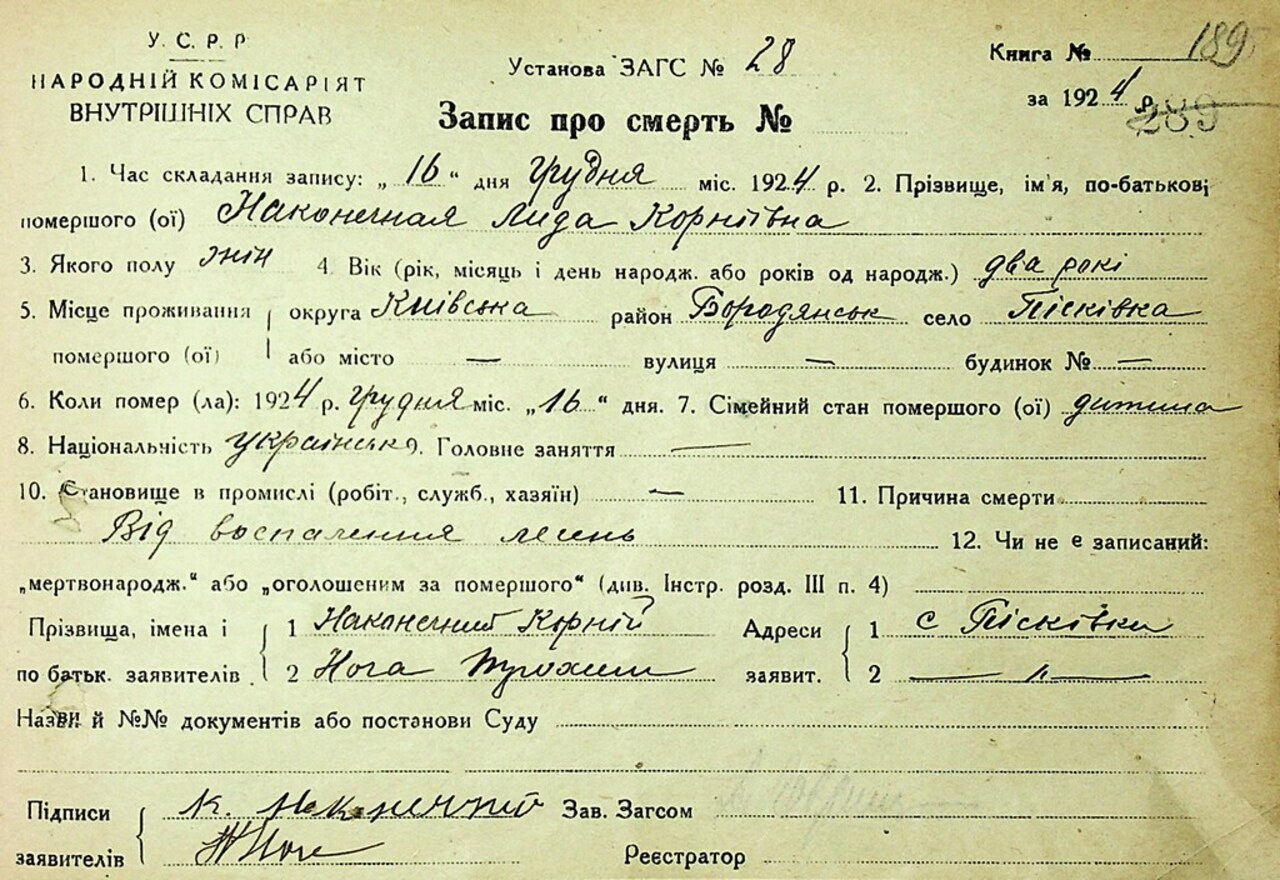 У. С. Р. Р
НАРОДНІЙ КОМІСАРІЯТ
ВНУТРІШНІХ СПРАВ
Установа ЗАГС № 28
Книга № 189
за 1924 р.
289
Запис про смерть №
1. Час складання запису: „ 16 “ дня Грудня міс. 1924 р. 2. Прізвище, ім'я, по-батькові
помершого (ої) Наконечная Лида Корніївна
3. Якого полу жін 4. Вік (рік, місяць і день народж. або років од народж.) два рокі
5. Місце проживання округа Київська район Бородянськ село Пісківка
помершого (ої) або місто — вулиця — будинок № —
6. Коли помер (ла): 1924 р. Грудня міс. „16“ дня. 7. Сімейний стан помершого (ої) дитина
8. Національність українськ 9. Головне заняття —
10. Становище в промислі (робіт., служб., хазяїн) — 11. Причина смерти
Від воспалення лесень 12. Чи не є записаний:
„мертвонародж.“ або „оголошеним за помершого“ (див. Інстр. розд. III п. 4)
Прізвища, імена і 1 Наконечний Корній Адреси 1 с Пісківка
по батьк. заявителів 2 Нога Трохим заявит. 2 — „ —
Назви й №№ документів або постанови Суду
Підписи К. Наконечний Зав. Загсом
заявителів Реєстратор